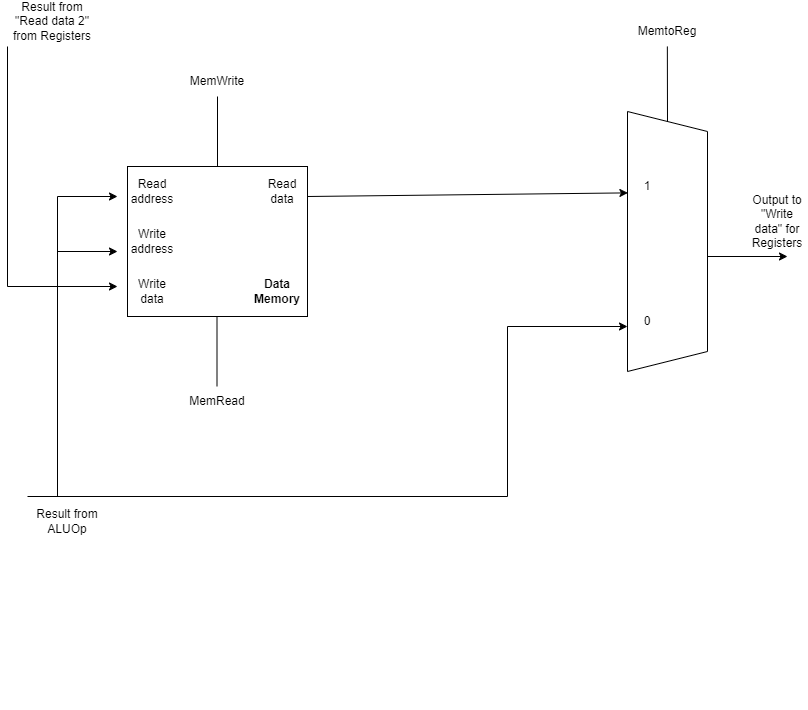 Result from
"Read data 2"
from Registers
MemtoReg
MemWrite
Read
address
Read
data
1
Write
address
Output to
"Write
data" for
Registers
Write
data
Data
Memory
0
MemRead
Result from
ALUOp